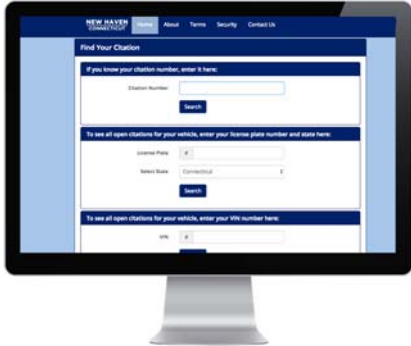 NEW HAVEN Home About Terms Security Contact Us
CONNECTICUT
Find Your Citation
If you know your citation number, enter it here:
Citation Number:
Search
To see all open citations for your vehicle, enter your license plate number and state here:
License Plate: #
Select State: Connecticut
Search
To see all open citations for your vehicle, enter your VIN number here:
VIN: #